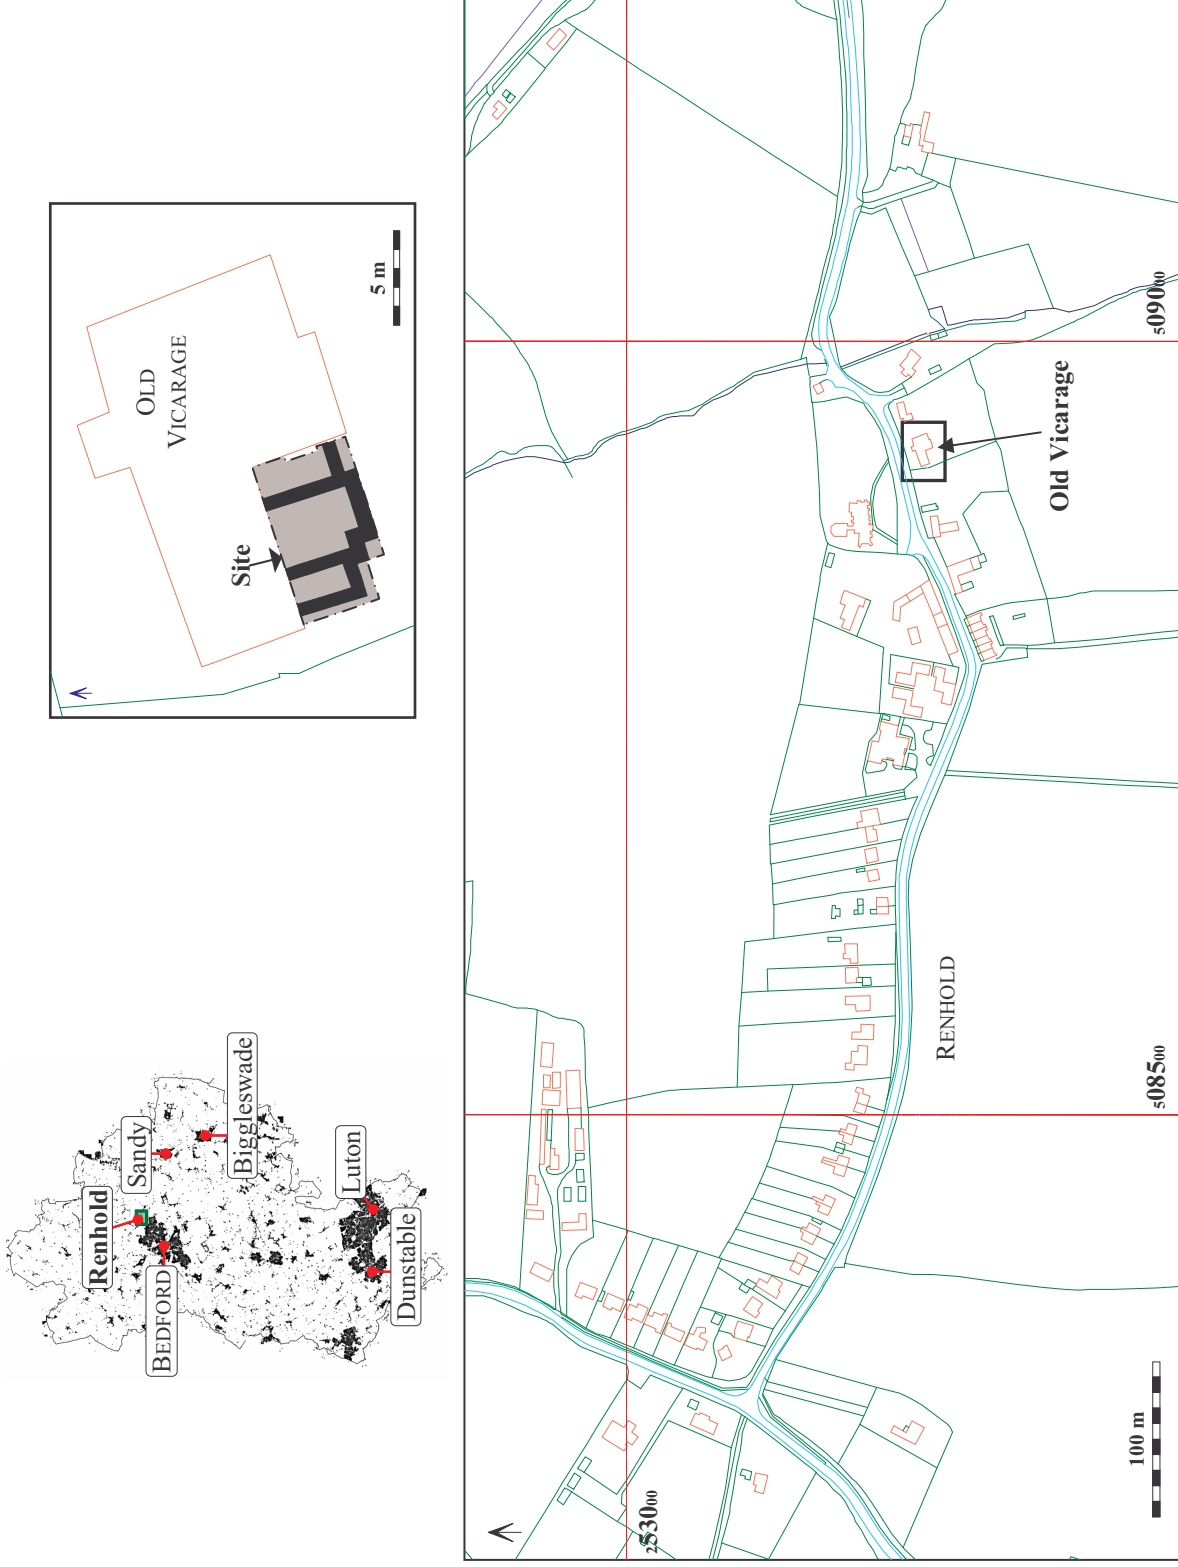 Renhold
Sandy
BEDFORD
Biggleswade
Luton
Dunstable
OLD
VICARAGE
Site
5 m
Old Vicarage
RENHOLD
253000
508500
509000
100 m